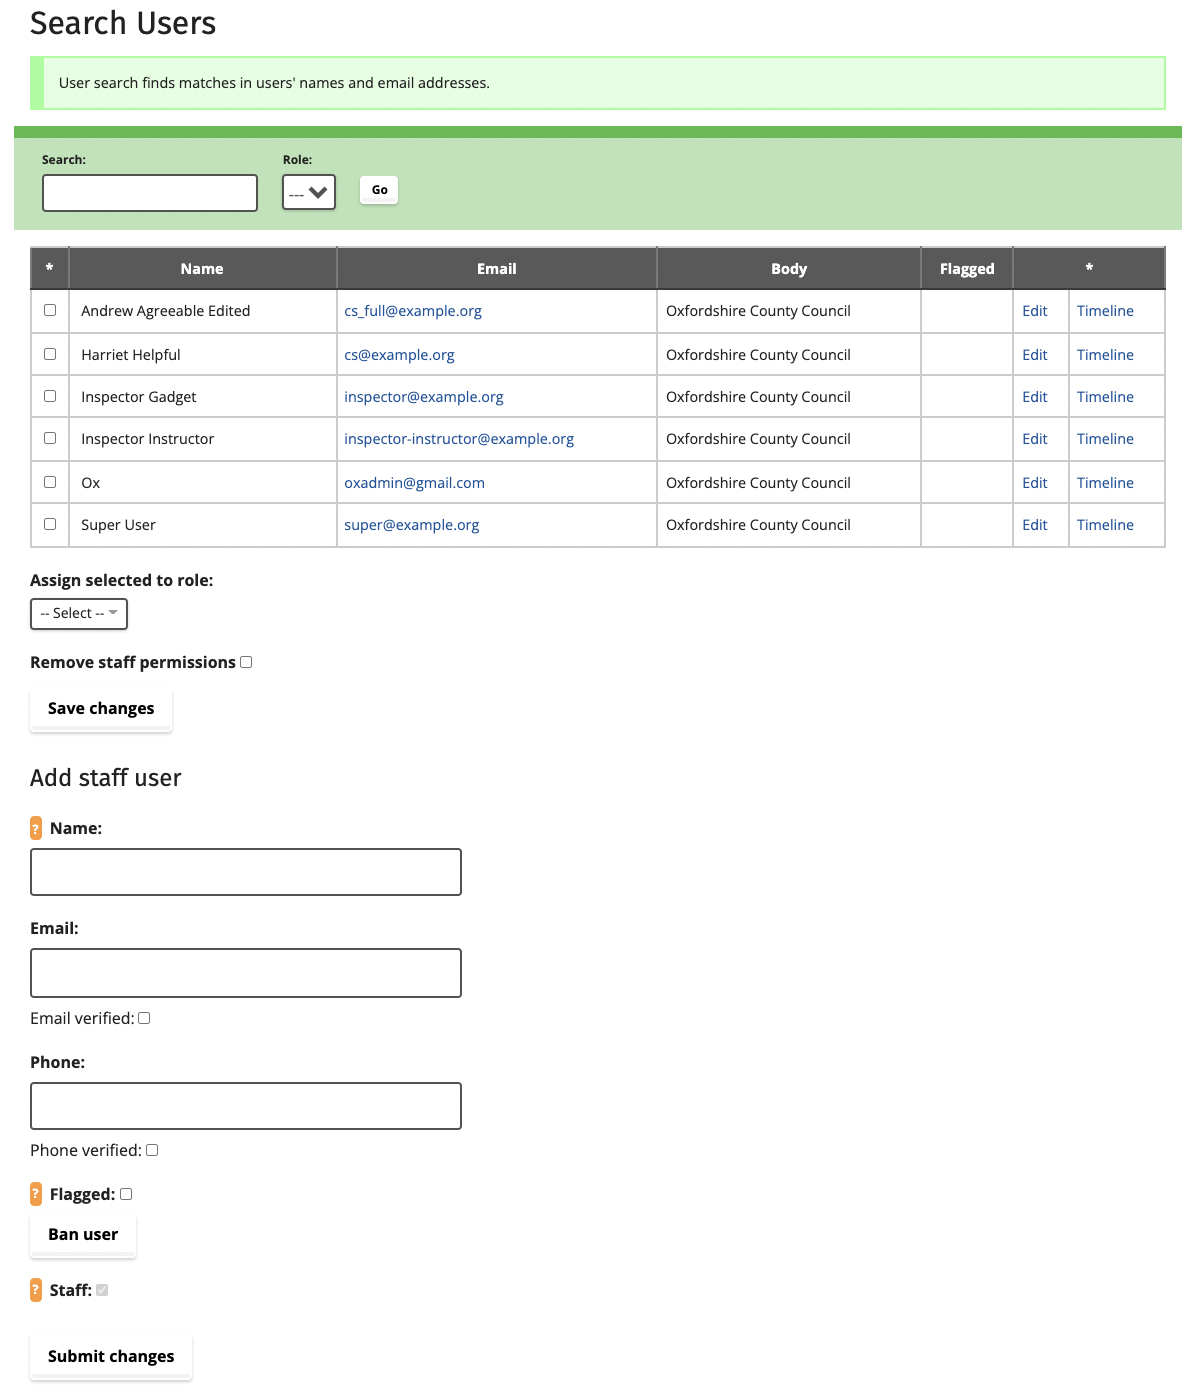 Search Users
User search finds matches in users' names and email addresses.
Search: Role:
--- Go
* Name Email Body Flagged *
Andrew Agreeable Edited cs_full@example.org Oxfordshire County Council Edit Timeline
Harriet Helpful cs@example.org Oxfordshire County Council Edit Timeline
Inspector Gadget inspector@example.org Oxfordshire County Council Edit Timeline
Inspector Instructor inspector-instructor@example.org Oxfordshire County Council Edit Timeline
Ox oxadmin@gmail.com Oxfordshire County Council Edit Timeline
Super User super@example.org Oxfordshire County Council Edit Timeline
Assign selected to role:
-- Select --
Remove staff permissions
Save changes
Add staff user
? Name:
Email:
Email verified:
Phone:
Phone verified:
? Flagged:
Ban user
? Staff:
Submit changes